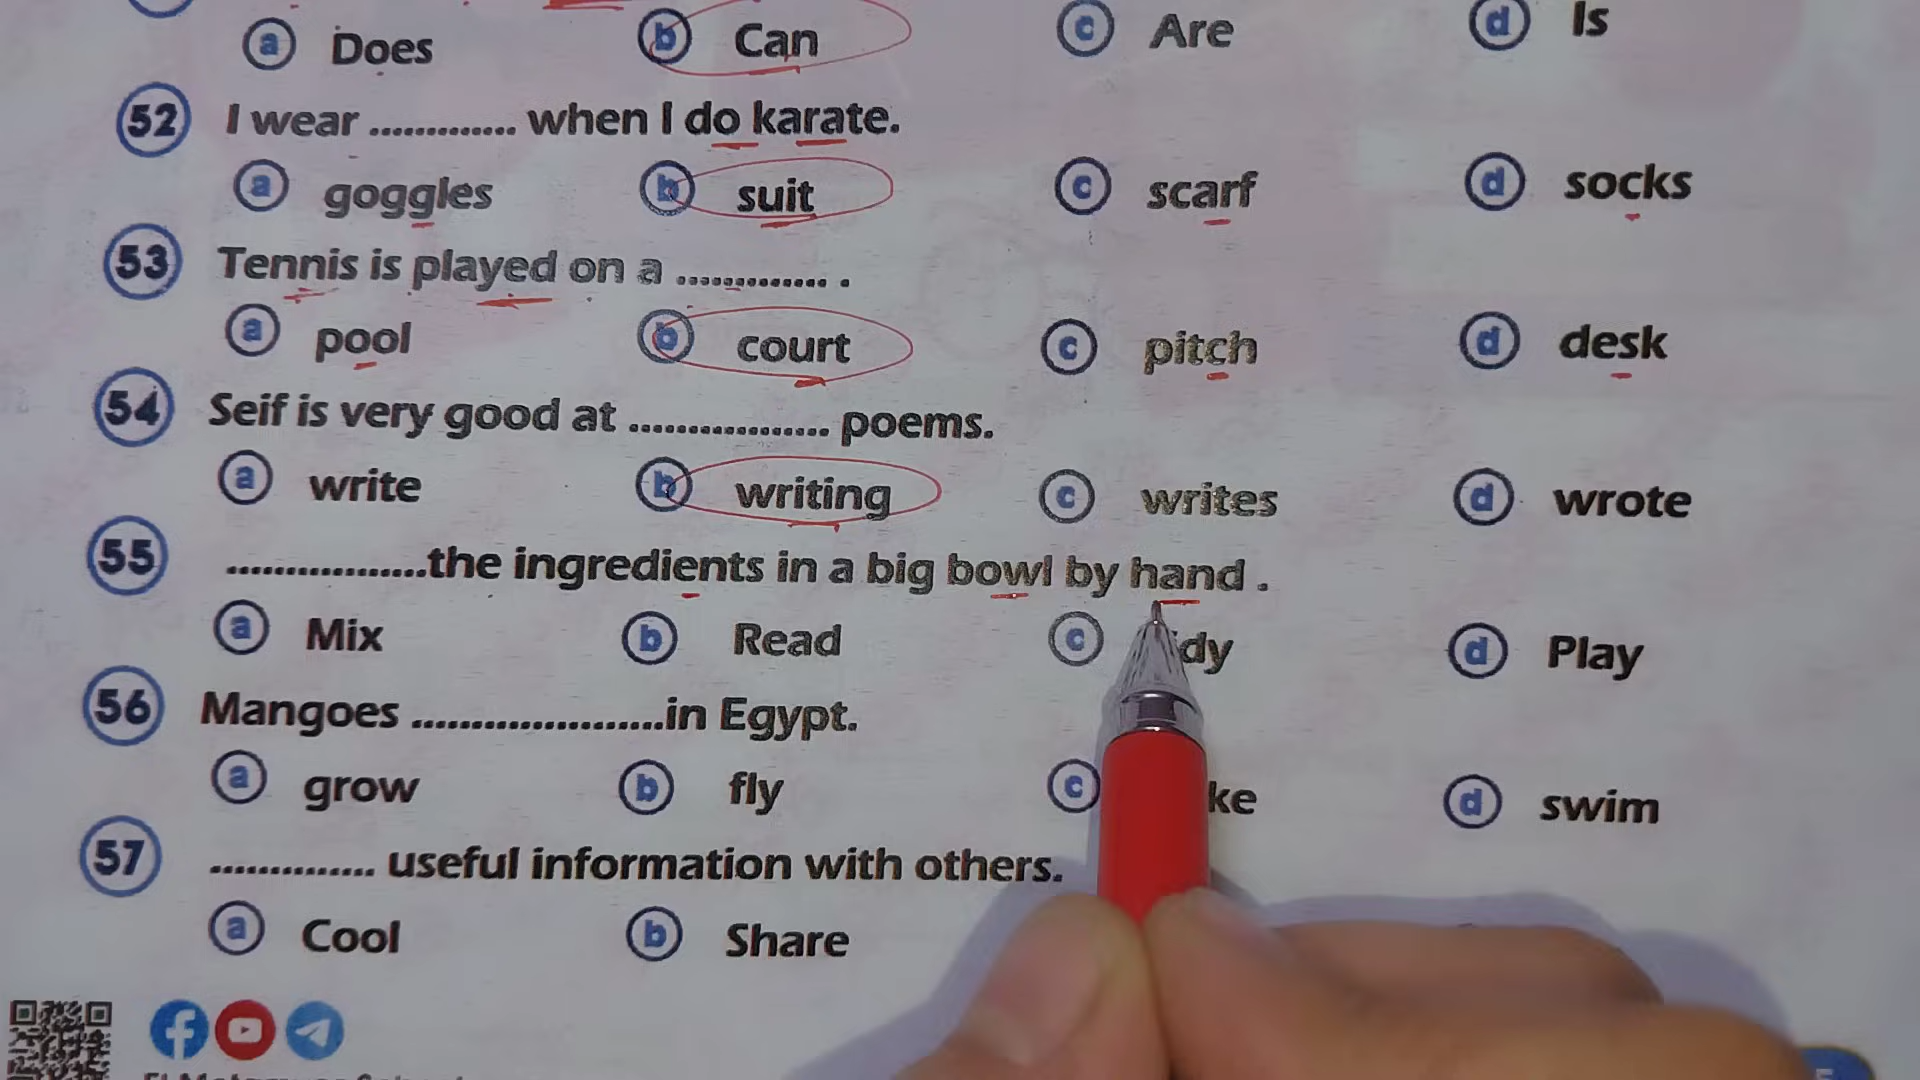 a Does b Can c Are d Is
52 I wear ............. when I do karate.
a goggles b suit c scarf d socks
53 Tennis is played on a ............. .
a pool b court c pitch d desk
54 Seif is very good at ................. poems.
a write b writing c writes d wrote
55 .................the ingredients in a big bowl by hand .
a Mix b Read c d Play
56 Mangoes .....................in Egypt.
a grow b fly c d swim
57 .............. useful information with others.
a Cool b Share